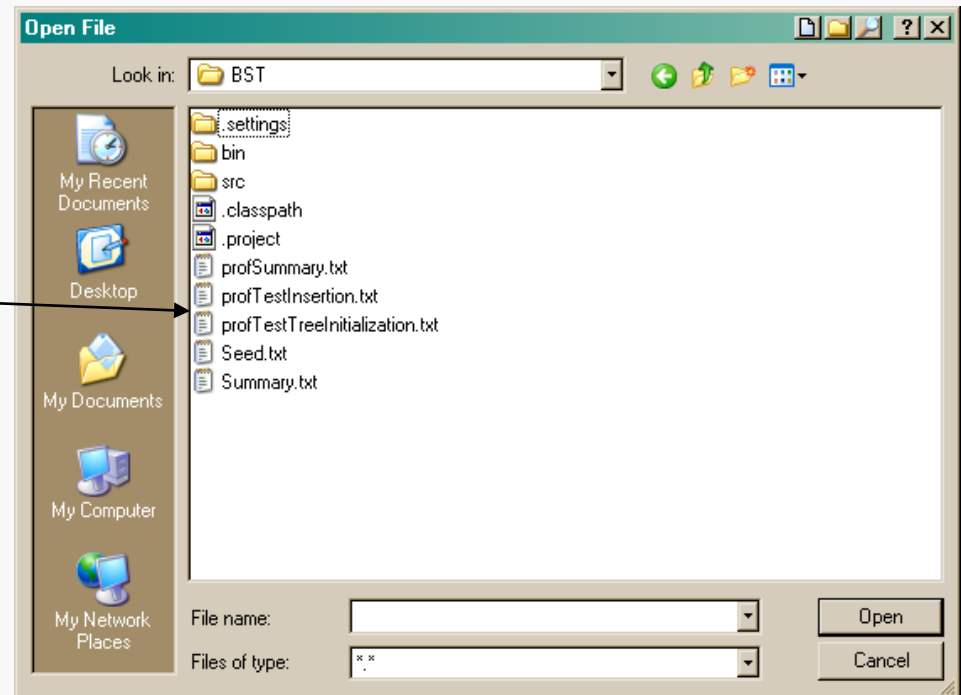 Open File
Look in: BST
My Recent
Documents
Desktop
My Documents
My Computer
My Network
Places
.settings
bin
src
.classpath
.project
profSummary.txt
profTestInsertion.txt
profTestTreeInitialization.txt
Seed.txt
Summary.txt
File name:
Open
Files of type: *.*
Cancel